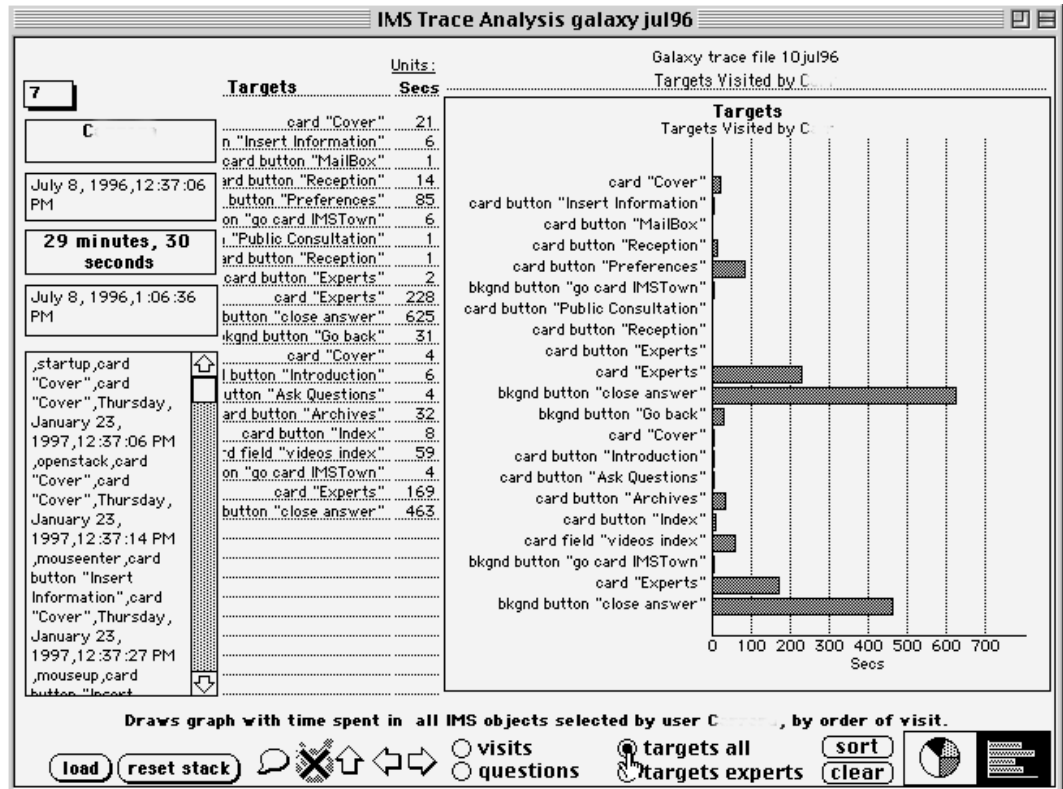 IMS Trace Analysis galaxy jul96
7
C
July 8, 1996,12:37:06
PM
29 minutes, 30
seconds
July 8, 1996,1:06:36
PM
,startup,card
"Cover",card
"Cover",Thursday,
January 23,
1997,12:37:06 PM
,openstack,card
"Cover",card
"Cover",Thursday,
January 23,
1997,12:37:14 PM
,mouseenter,card
button "Insert
Information",card
"Cover",Thursday,
January 23,
1997,12:37:27 PM
,mouseup,card
button "Insert
Units:
Targets Secs
card "Cover" 21
n "Insert Information" 6
card button "MailBox" 1
ard button "Reception" 14
button "Preferences" 85
on "go card IMSTown" 6
"Public Consultation" 1
ard button "Reception" 1
card button "Experts" 2
card "Experts" 228
button "close answer" 625
kgnd button "Go back" 31
card "Cover" 4
button "Introduction" 6
utton "Ask Questions" 4
ard button "Archives" 32
card button "Index" 8
d field "videos index" 59
on "go card IMSTown" 4
card "Experts" 169
button "close answer" 463
Galaxy trace file 10jul96
Targets Visited by C
Targets
Targets Visited by C
card "Cover"
card button "Insert Information"
card button "MailBox"
card button "Reception"
card button "Preferences"
bkgnd button "go card IMSTown"
card button "Public Consultation"
card button "Reception"
card button "Experts"
card "Experts"
bkgnd button "close answer"
bkgnd button "Go back"
card "Cover"
card button "Introduction"
card button "Ask Questions"
card button "Archives"
card button "Index"
card field "videos index"
bkgnd button "go card IMSTown"
card "Experts"
bkgnd button "close answer"
0 100 200 300 400 500 600 700
Secs
Draws graph with time spent in all IMS objects selected by user C , by order of visit.
load
reset stack
visits
questions
targets all
targets experts
sort
clear